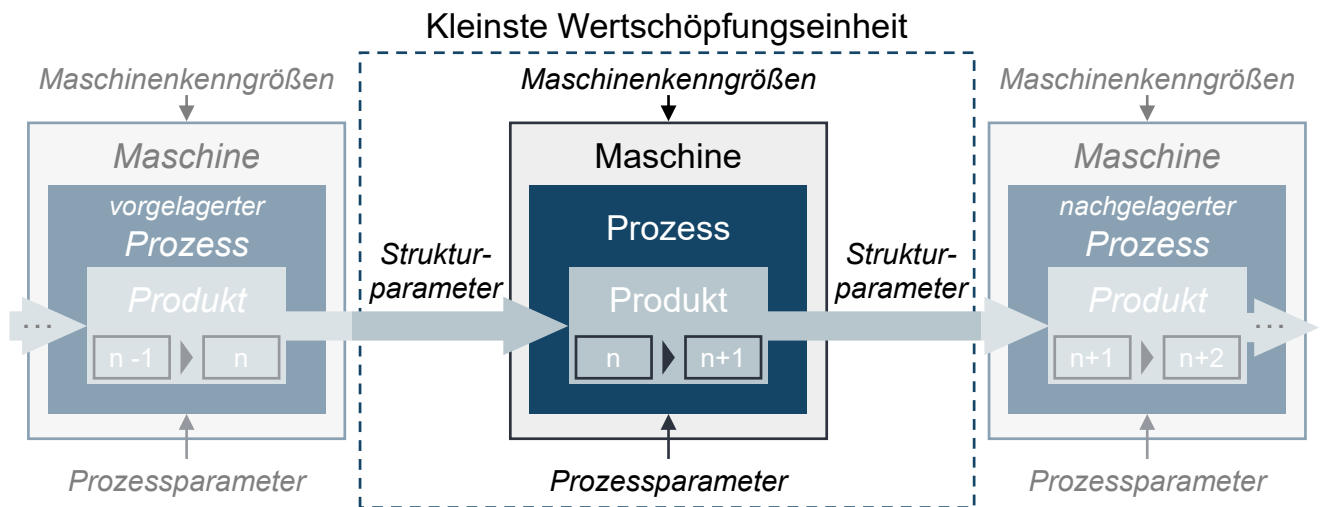 Kleinste Wertschöpfungseinheit
Maschinenkenngrößen
Maschine
vorgelagerter
Prozess
Produkt
...
n -1
n
Prozessparameter
Struktur-
parameter
Maschinenkenngrößen
Maschine
Prozess
Produkt
n
n+1
Prozessparameter
Struktur-
parameter
Maschinenkenngrößen
Maschine
nachgelagerter
Prozess
Produkt
...
n+1
n+2
Prozessparameter